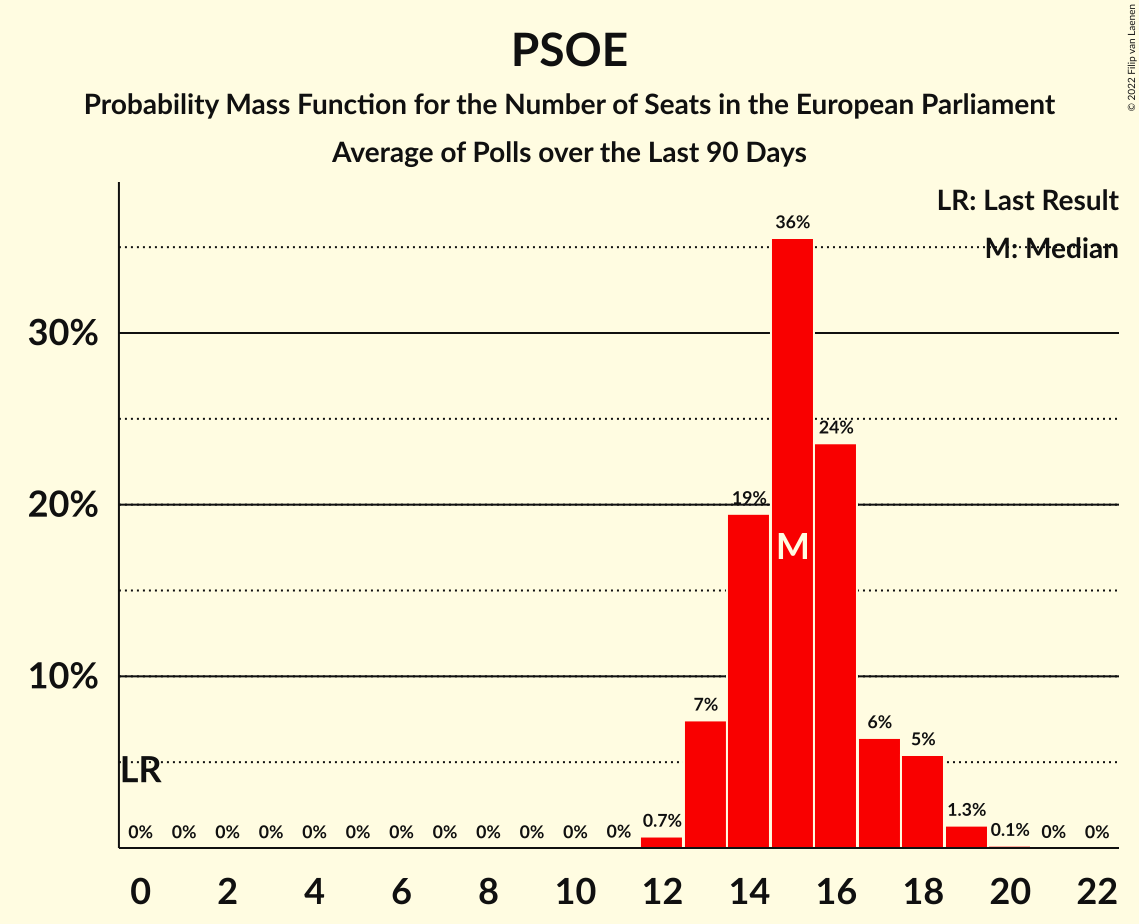 PSOE
Probability Mass Function for the Number of Seats in the European Parliament
Average of Polls over the Last 90 Days
© 2022 Filip van Laenen
LR: Last Result
M: Median
36%
30%
24%
20%
19%
M
10%
7%
6%
5%
LR
1.3%
0.7%
0% 0% 0% 0% 0% 0% 0% 0% 0% 0% 0% 0% 0.1% 0% 0%
0 2 4 6 8 10 12 14 16 18 20 22